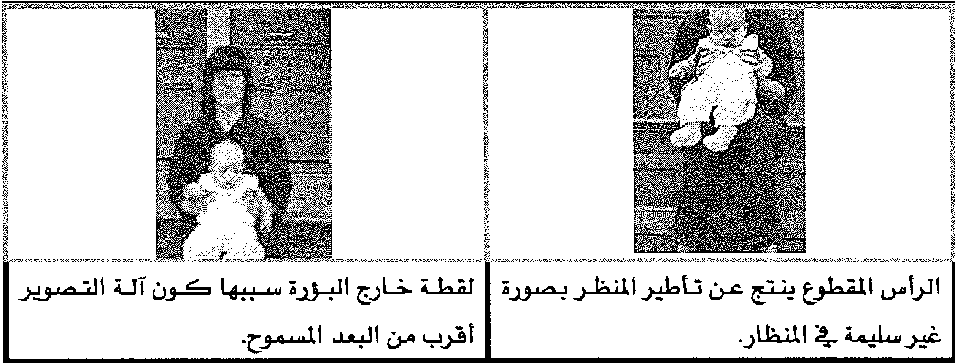 الرأس المقطوع ينتج عن تأطير المنظر بصورة
غير سليمة في المنظار.
لقطة خارج البؤرة سببها كون آلة التصوير
أقرب من البعد المسموح.